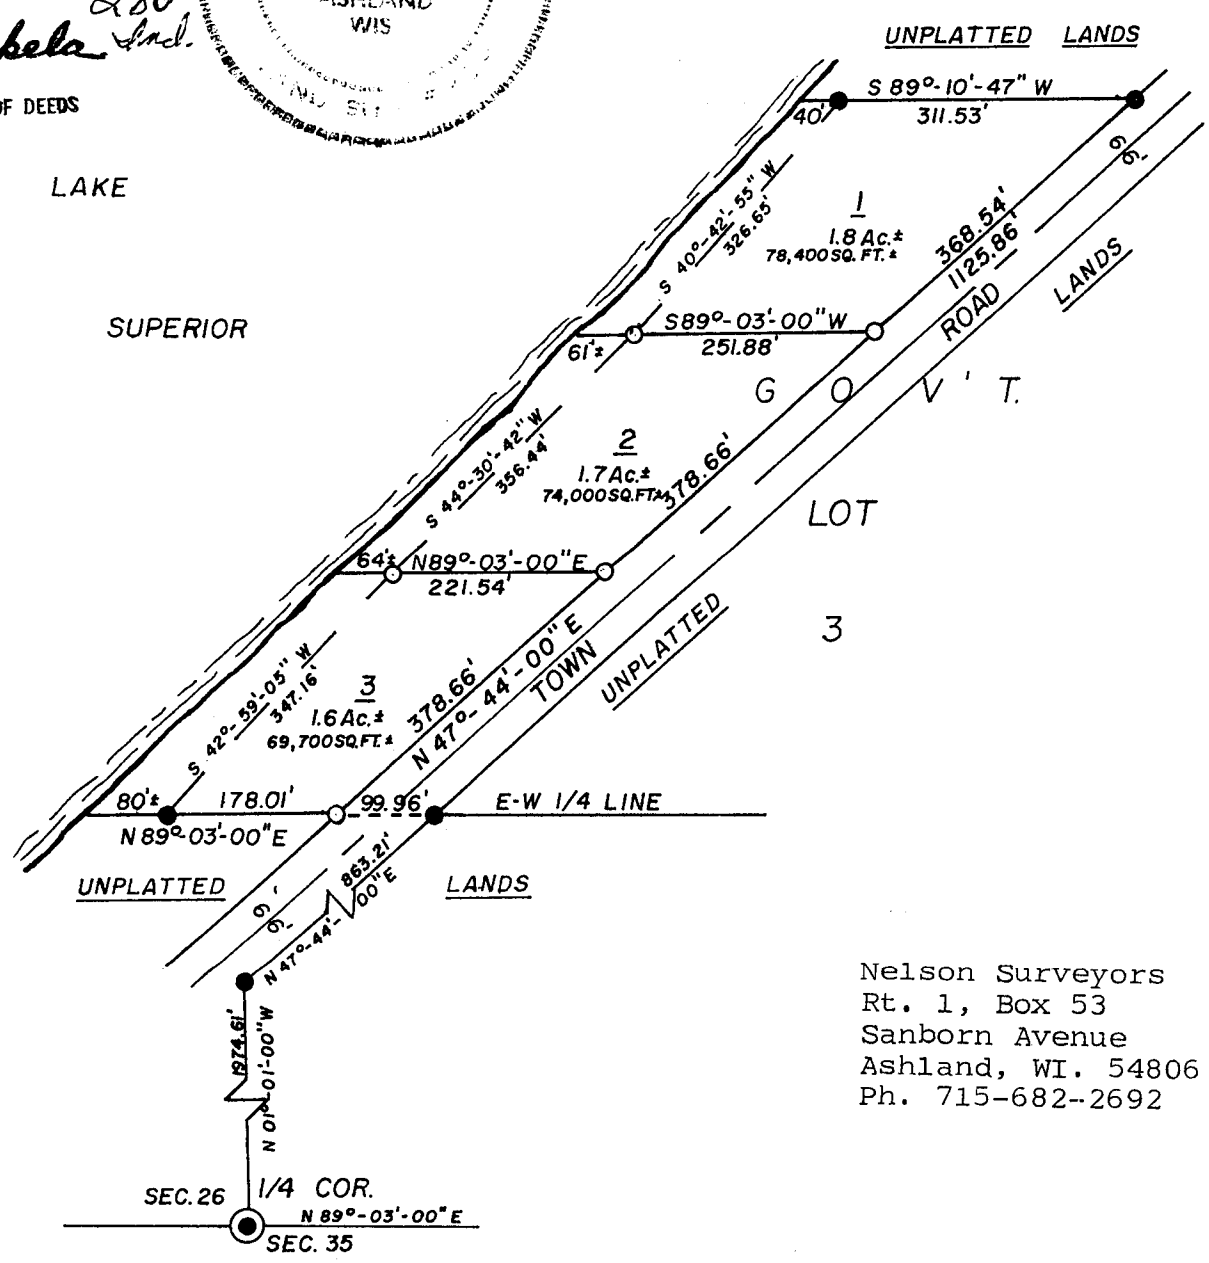 Ind.
OF DEEDS
ASHLAND
WIS
LAKE
SUPERIOR
UNPLATTED LANDS
S 89°-10'-47" W
40'
311.53'
66'
S 40°-42'-55" W
326.65'
1
1.8 Ac.±
78,400 SQ. FT. ±
368.54'
1125.86'
ROAD
LANDS
S 89°-03'-00" W
61'±
251.88'
G O V ' T.
S 44°-30'-42" W
356.44'
2
1.7 Ac.±
74,000 SQ. FT.±
378.66'
LOT
64'±
N 89°-03'-00" E
221.54'
3
UNPLATTED
TOWN
N 47°-44'-00" E
378.66'
S 42°-59'-05" W
347.16'
3
1.6 Ac.±
69,700 SQ. FT.±
80'±
178.01'
99.96'
E-W 1/4 LINE
N 89°-03'-00" E
UNPLATTED
LANDS
66'
863.21'
N 47°-44'-00" E
1974.61'
N 01°-01'-00" W
SEC. 26
1/4 COR.
N 89°-03'-00" E
SEC. 35
Nelson Surveyors
Rt. 1, Box 53
Sanborn Avenue
Ashland, WI. 54806
Ph. 715-682-2692